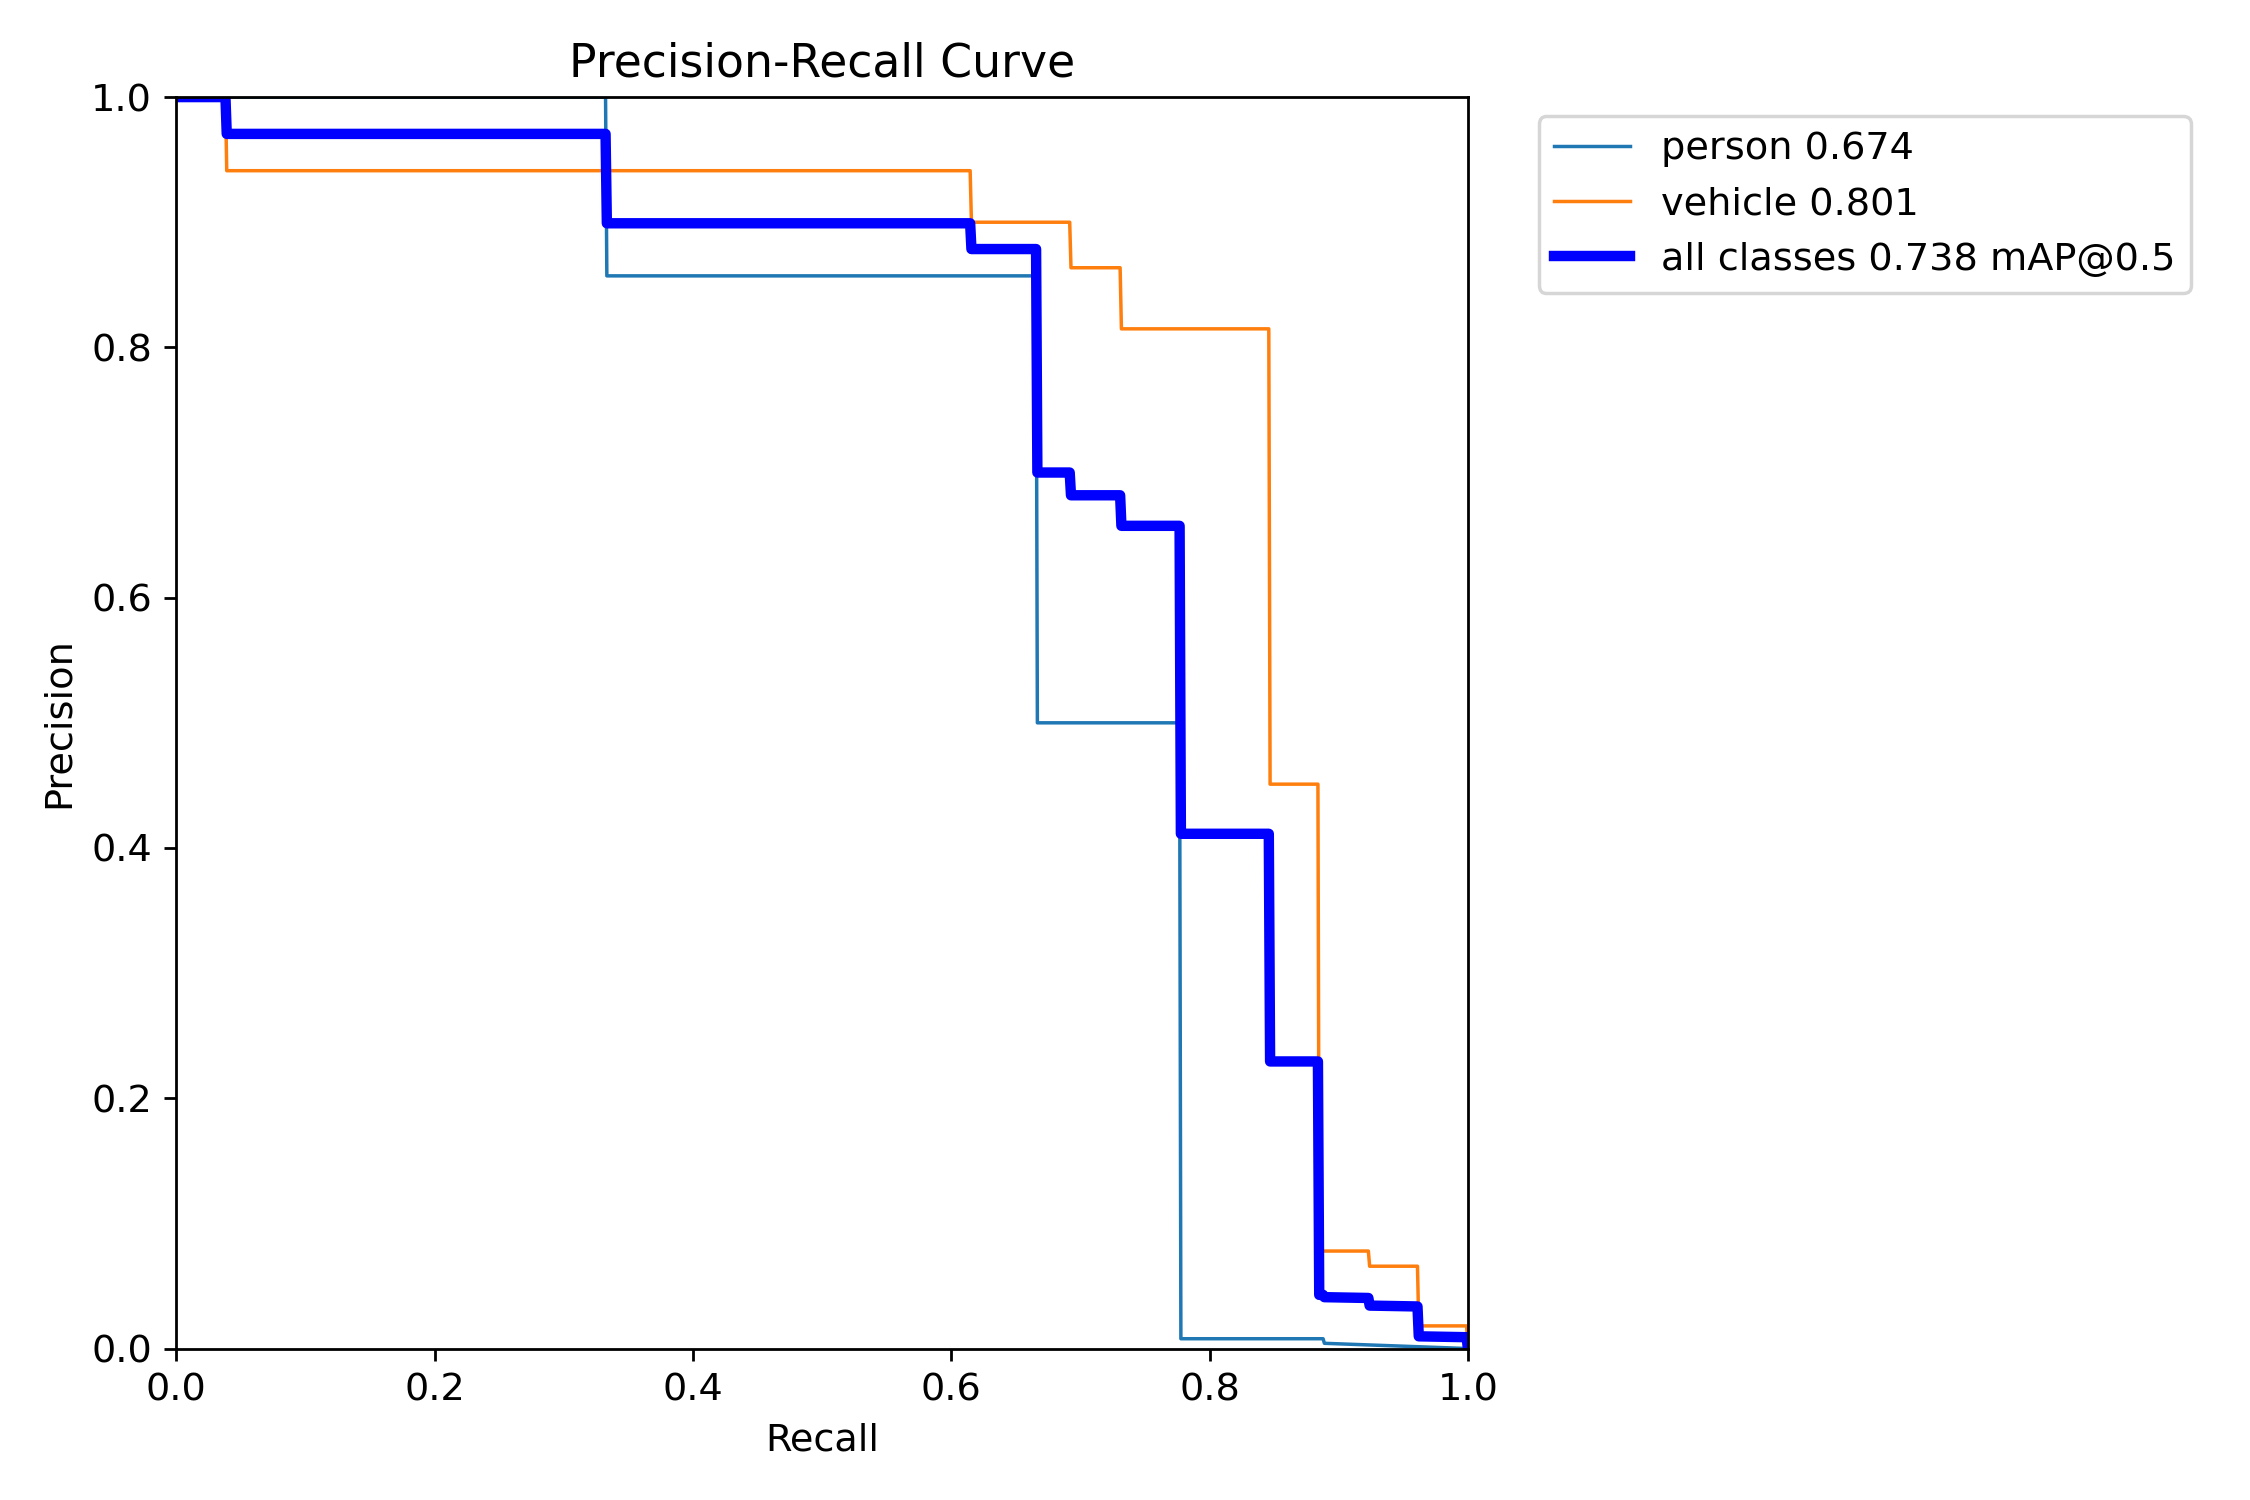 Precision-Recall Curve
1.0
0.8
0.6
0.4
0.2
0.0
Precision
0.0 0.2 0.4 0.6 0.8 1.0
Recall
person 0.674
vehicle 0.801
all classes 0.738 mAP@0.5